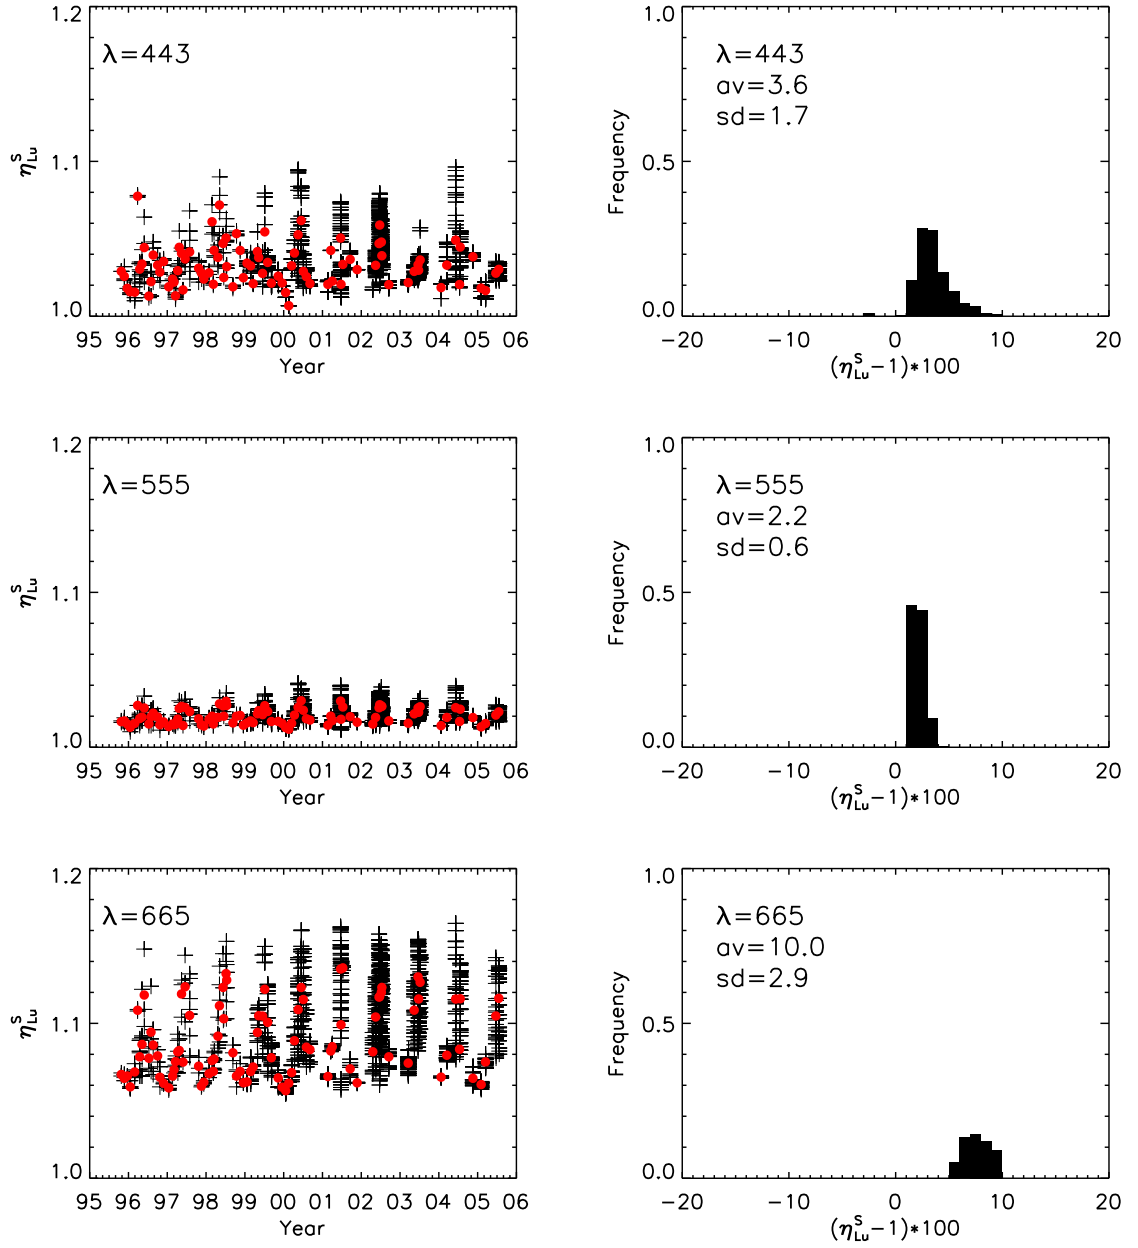 1.2
1.1
1.0
η^S_Lu
λ=443
95 96 97 98 99 00 01 02 03 04 05 06
Year
1.0
0.5
0.0
Frequency
λ=443
av=3.6
sd=1.7
−20 −10 0 10 20
(η^S_Lu−1)*100
1.2
1.1
1.0
η^S_Lu
λ=555
95 96 97 98 99 00 01 02 03 04 05 06
Year
1.0
0.5
0.0
Frequency
λ=555
av=2.2
sd=0.6
−20 −10 0 10 20
(η^S_Lu−1)*100
1.2
1.1
1.0
η^S_Lu
λ=665
95 96 97 98 99 00 01 02 03 04 05 06
Year
1.0
0.5
0.0
Frequency
λ=665
av=10.0
sd=2.9
−20 −10 0 10 20
(η^S_Lu−1)*100